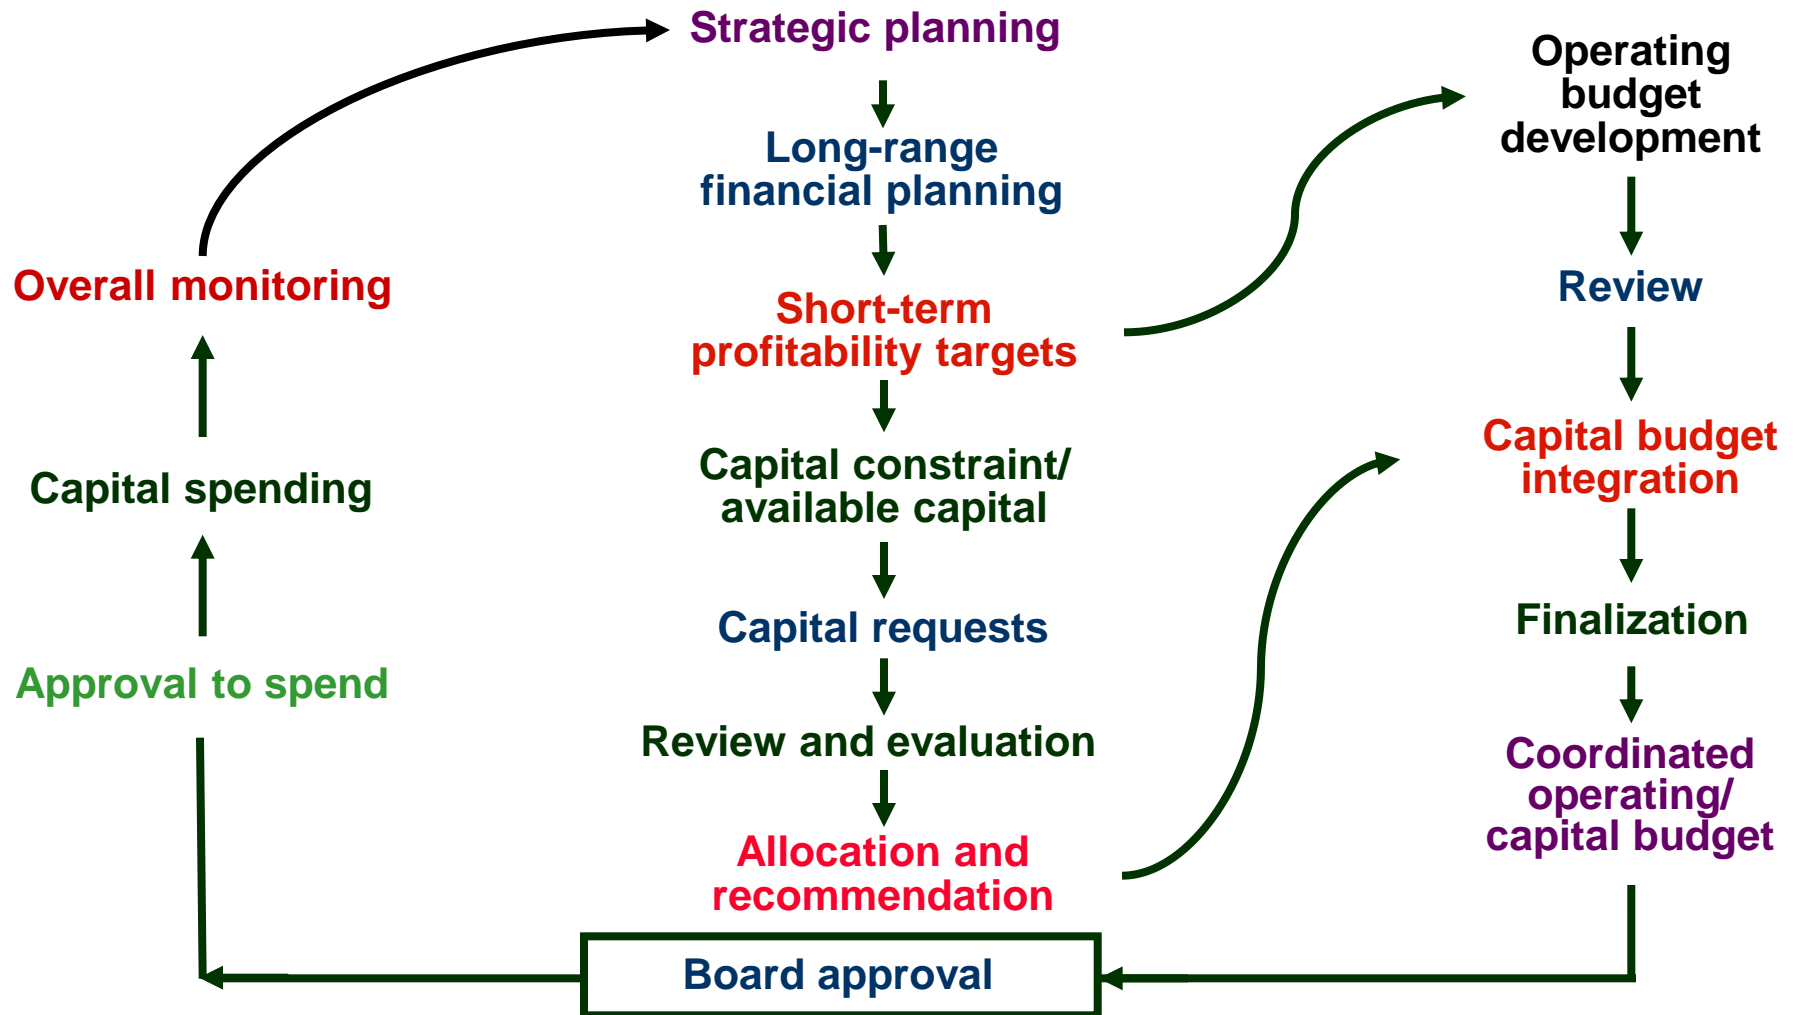 Strategic planning
Long-range
financial planning
Short-term
profitability targets
Capital constraint/
available capital
Capital requests
Review and evaluation
Allocation and
recommendation
Board approval
Operating
budget
development
Review
Capital budget
integration
Finalization
Coordinated
operating/
capital budget
Overall monitoring
Capital spending
Approval to spend